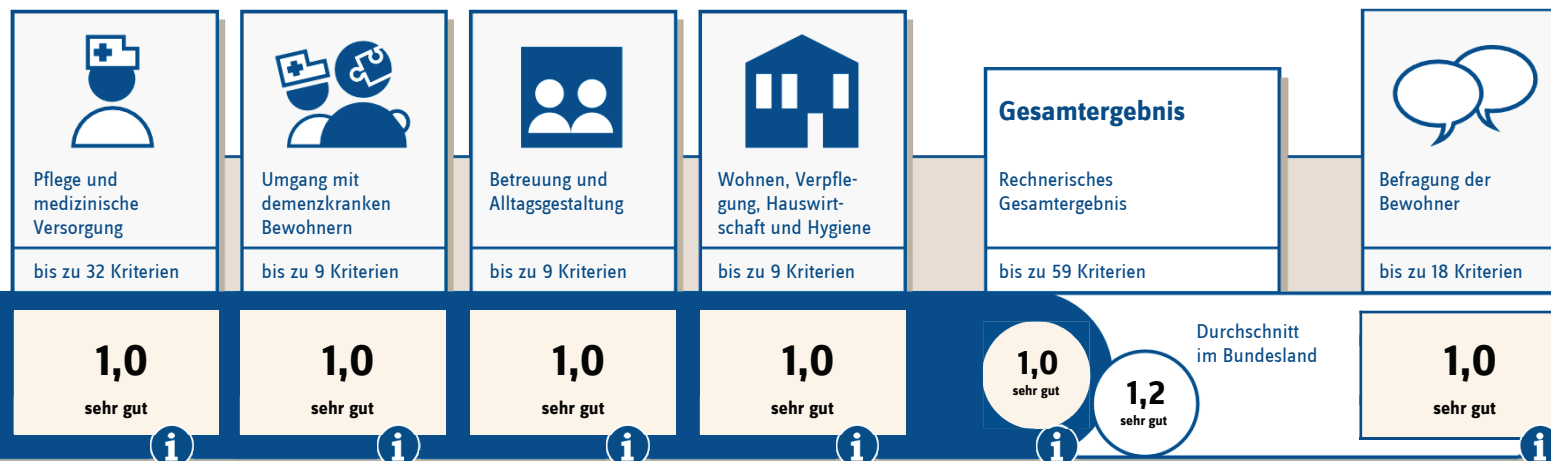 Pflege und
medizinische
Versorgung
bis zu 32 Kriterien
1,0
sehr gut
i
Umgang mit
demenzkranken
Bewohnern
bis zu 9 Kriterien
1,0
sehr gut
i
Betreuung und
Alltagsgestaltung
bis zu 9 Kriterien
1,0
sehr gut
i
Wohnen, Verpfle-
gung, Hauswirt-
schaft und Hygiene
bis zu 9 Kriterien
1,0
sehr gut
i
Gesamtergebnis
Rechnerisches
Gesamtergebnis
bis zu 59 Kriterien
1,0
sehr gut
i
1,2
sehr gut
Durchschnitt
im Bundesland
Befragung der
Bewohner
bis zu 18 Kriterien
1,0
sehr gut
i